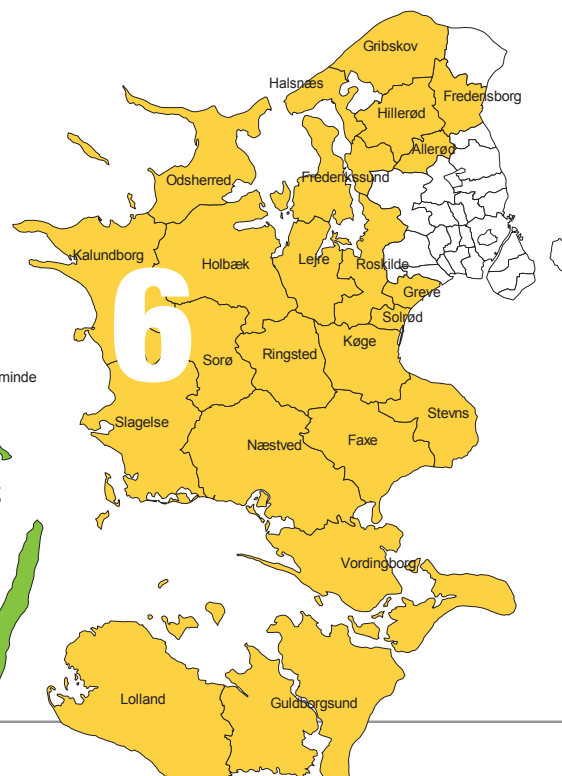 Gribskov
Halsnæs
Fredensborg
Hillerød
Allerød
Frederikssund
Odsherred
Kalundborg
Holbæk
Lejre
Roskilde
Greve
6
Solrød
Køge
Sorø
Ringsted
minde
Stevns
Slagelse
Næstved
Faxe
Vordingborg
Lolland
Guldborgsund